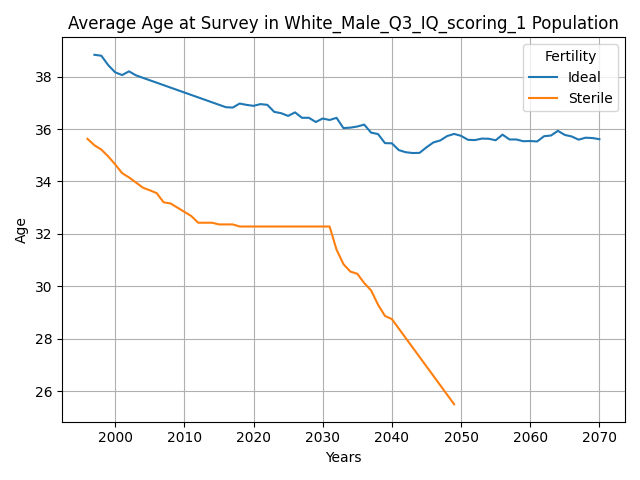 Average Age at Survey in White_Male_Q3_IQ_scoring_1 Population
Fertility
Ideal
Sterile
Age
38
36
34
32
30
28
26
2000
2010
2020
2030
2040
2050
2060
2070
Years